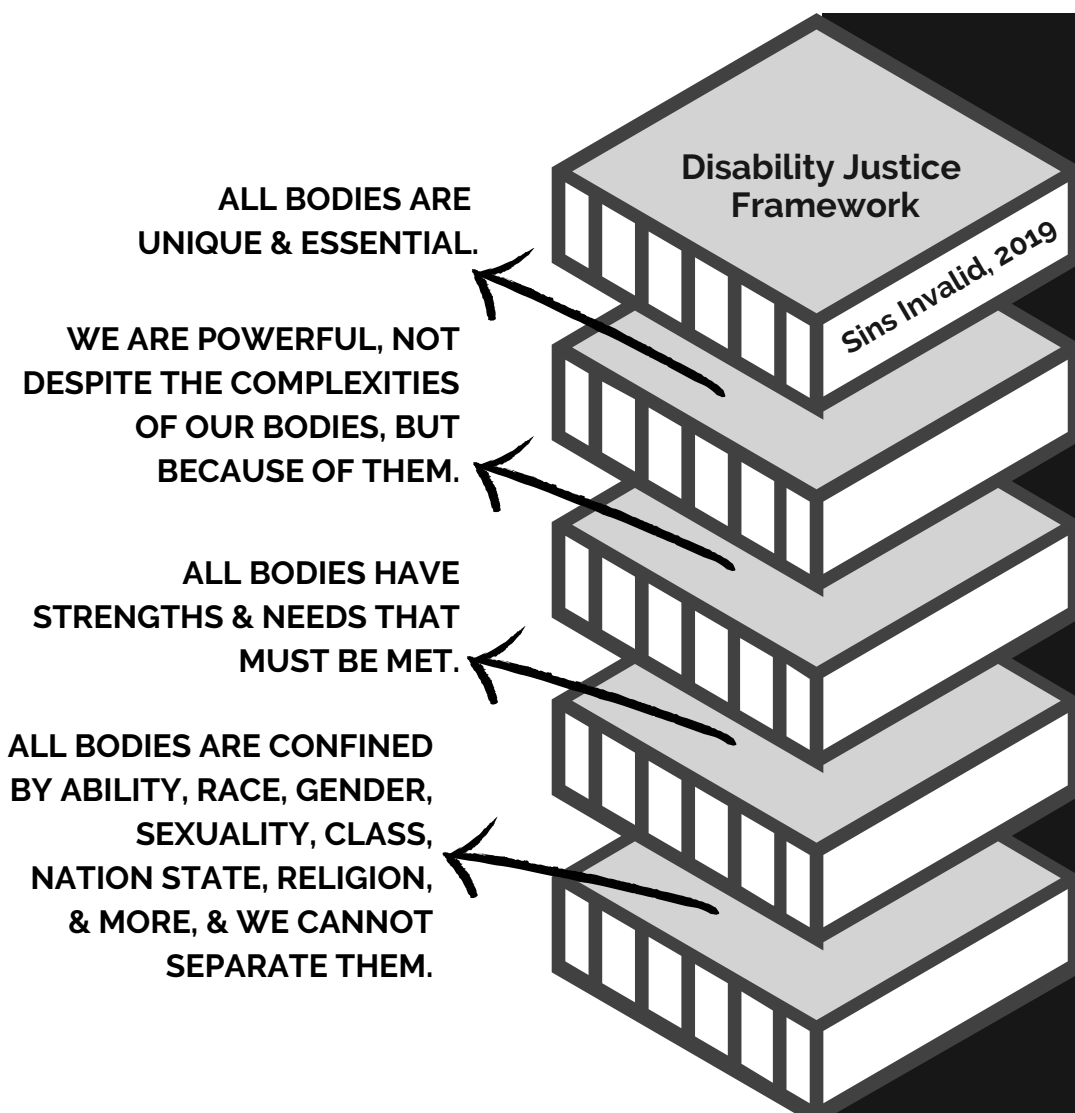 Disability Justice
Framework
Sins Invalid, 2019
ALL BODIES ARE
UNIQUE & ESSENTIAL.
WE ARE POWERFUL, NOT
DESPITE THE COMPLEXITIES
OF OUR BODIES, BUT
BECAUSE OF THEM.
ALL BODIES HAVE
STRENGTHS & NEEDS THAT
MUST BE MET.
ALL BODIES ARE CONFINED
BY ABILITY, RACE, GENDER,
SEXUALITY, CLASS,
NATION STATE, RELIGION,
& MORE, & WE CANNOT
SEPARATE THEM.